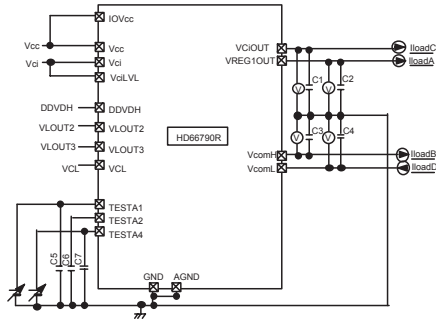 IOVcc
Vcc
Vcc
Vci
Vci
VciLVL
DDVDH
DDVDH
VLOUT2
VLOUT2
VLOUT3
VLOUT3
VCL
VCL
HD66790R
VCiOUT
IloadC
VREG1OUT
IloadA
C1
C2
V
V
V
V
C3
C4
VcomH
IloadB
VcomL
IloadD
TESTA1
TESTA2
TESTA4
C5
C6
C7
GND
AGND